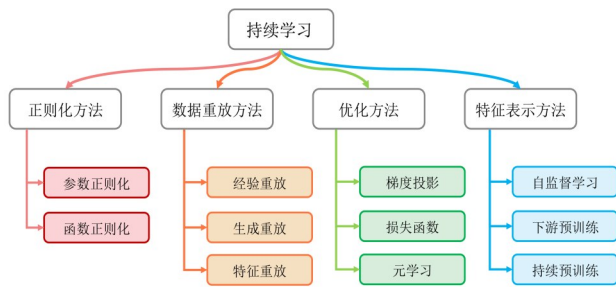 持续学习
正则化方法
数据重放方法
优化方法
特征表示方法
参数正则化
经验重放
梯度投影
自监督学习
函数正则化
生成重放
损失函数
下游预训练
特征重放
元学习
持续预训练